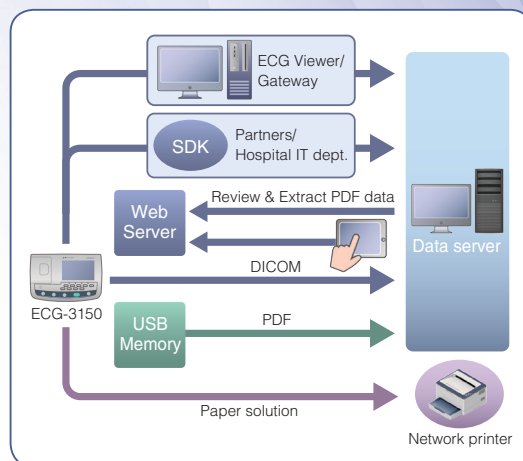 ECG Viewer/
Gateway
SDK
Partners/
Hospital IT dept.
Review & Extract PDF data
Web
Server
Data server
DICOM
ECG-3150
USB
Memory
PDF
Paper solution
Network printer